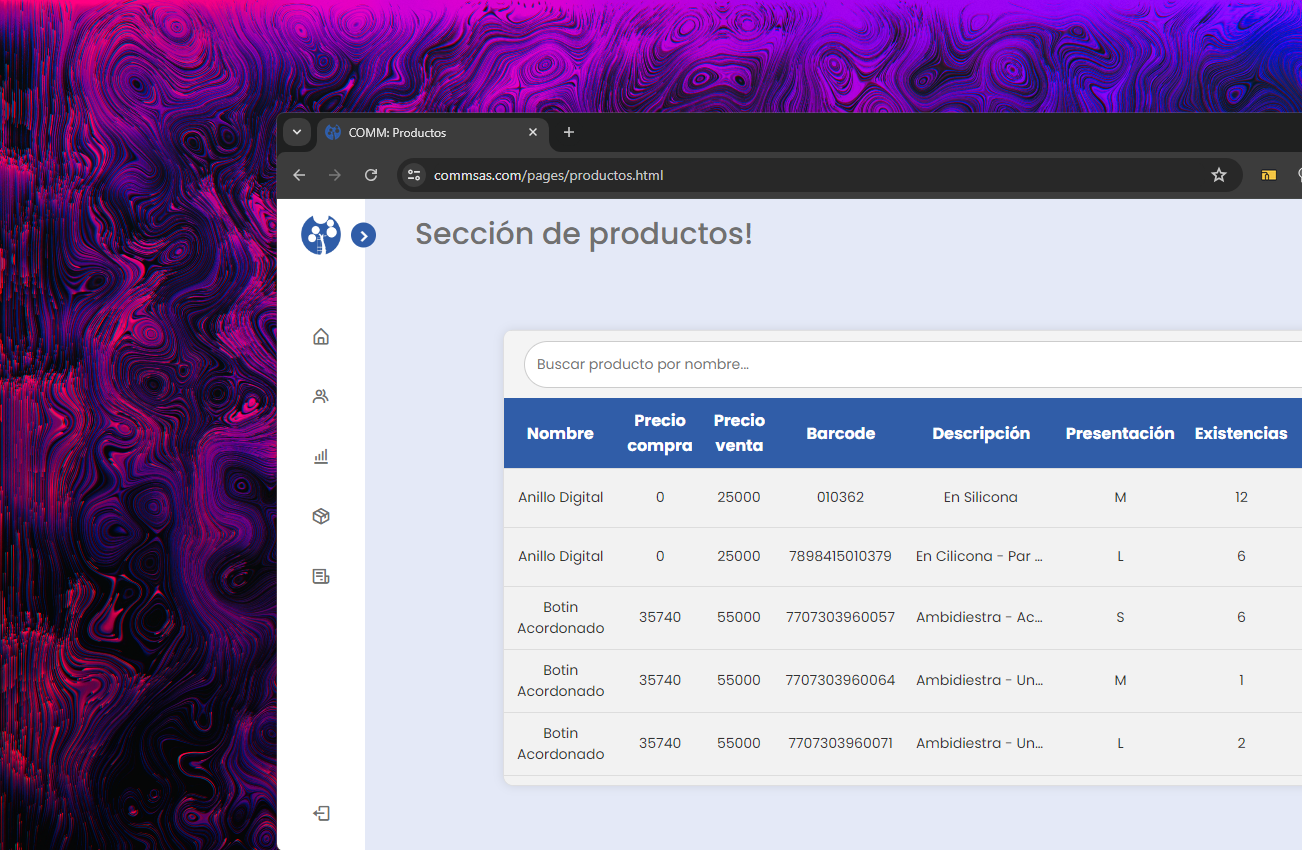 COMM: Productos
commsas.com/pages/productos.html
Sección de productos!
Buscar producto por nombre...
Nombre Precio compra Precio venta Barcode Descripción Presentación Existencias
Anillo Digital 0 25000 010362 En Silicona M 12
Anillo Digital 0 25000 7898415010379 En Cilicona - Par ... L 6
Botin Acordonado 35740 55000 7707303960057 Ambidiestra - Ac... S 6
Botin Acordonado 35740 55000 7707303960064 Ambidiestra - Un... M 1
Botin Acordonado 35740 55000 7707303960071 Ambidiestra - Un... L 2